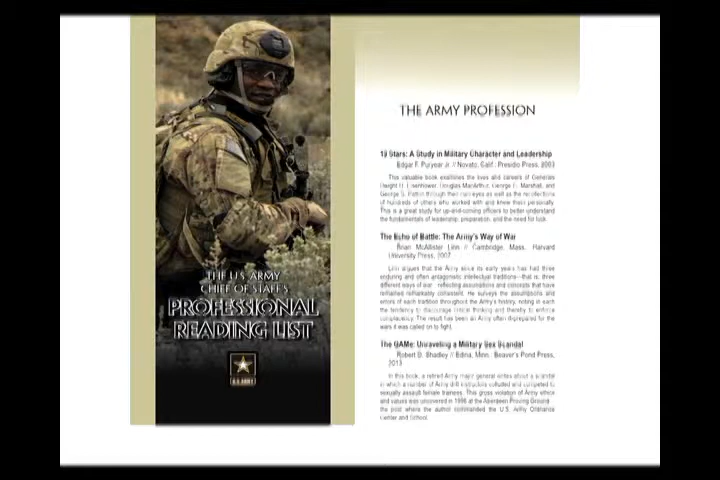 THE U.S. ARMY
CHIEF OF STAFF'S
PROFESSIONAL
READING LIST
U.S. ARMY
THE ARMY PROFESSION
19 Stars: A Study in Military Character and Leadership
Edgar F. Puryear Jr. // Novato, Calif.: Presidio Press, 2003
This valuable book examines the lives and careers of Generals
Dwight D. Eisenhower, Douglas MacArthur, George C. Marshall, and
George S. Patton through their own eyes as well as the recollections
of hundreds of others who worked with and knew them personally.
This is a great study for up-and-coming officers to better understand
the fundamentals of leadership, preparation, and the need for luck.
The Echo of Battle: The Army's Way of War
Brian McAllister Linn // Cambridge, Mass.: Harvard
University Press, 2007
Linn argues that the Army since its early years has had three
enduring and often antagonistic intellectual traditions—that is, three
different ways of war—reflecting assumptions and concepts that have
remained remarkably consistent. He surveys the assumptions and
errors of each tradition throughout the Army's history, noting in each
the tendency to discourage critical thinking and thereby to enforce
complacency. The result has been an Army often ill-prepared for the
wars it was called on to fight.
The GAMe: Unraveling a Military Sex Scandal
Robert D. Shadley // Edina, Minn.: Beaver's Pond Press,
2013
In this book, a retired Army major general writes about a scandal
in which a number of Army drill instructors colluded and competed to
sexually assault female trainees. This gross violation of Army ethics
and values was uncovered in 1996 at the Aberdeen Proving Ground—
the post where the author commanded the U.S. Army Ordnance
Center and School.